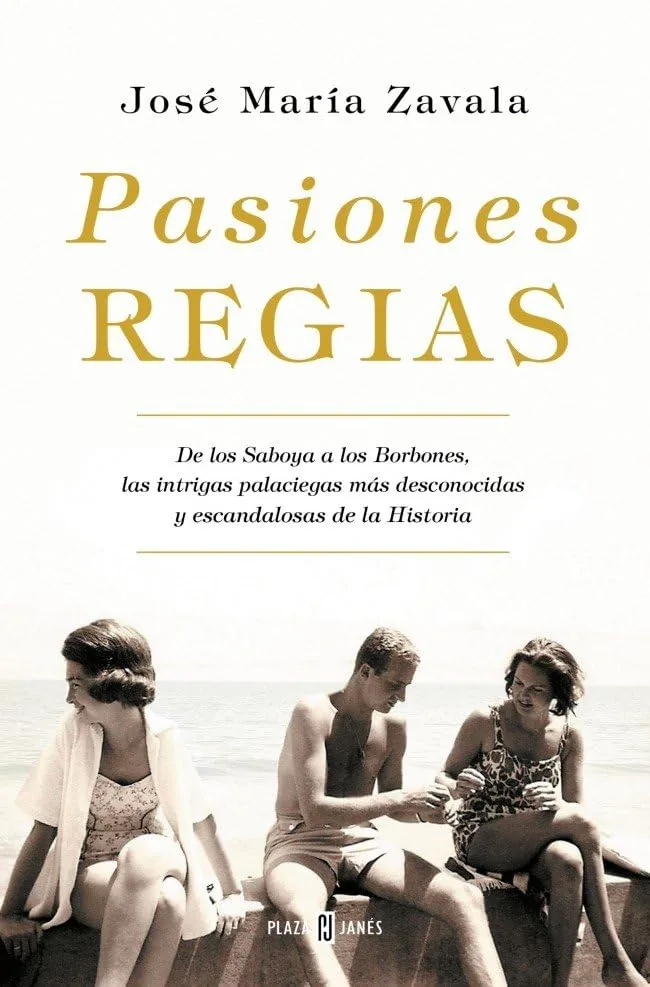 José María Zavala
Pasiones
REGIAS
De los Saboya a los Borbones,
las intrigas palaciegas más desconocidas
y escandalosas de la Historia
PLAZA JANÉS